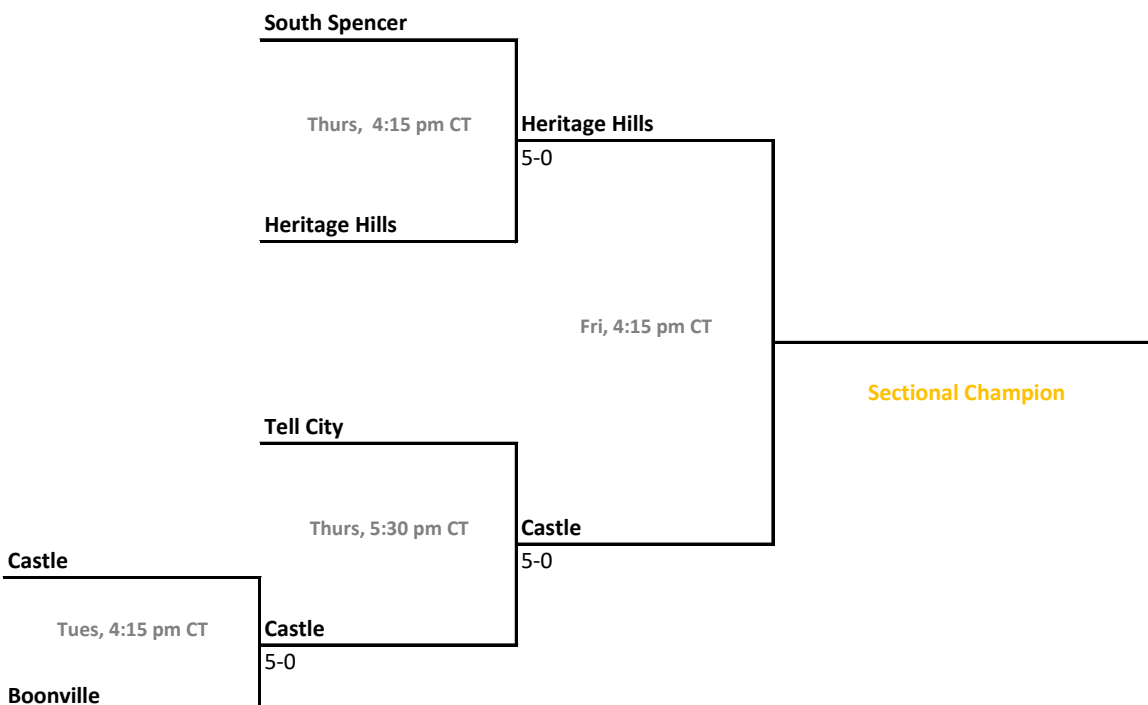 South Spencer
Thurs,  4:15 pm CT
Heritage Hills
5-0
Heritage Hills
Fri, 4:15 pm CT
Sectional Champion
Tell City
Thurs, 5:30 pm CT
Castle
5-0
Castle
Tues, 4:15 pm CT
Castle
5-0
Boonville